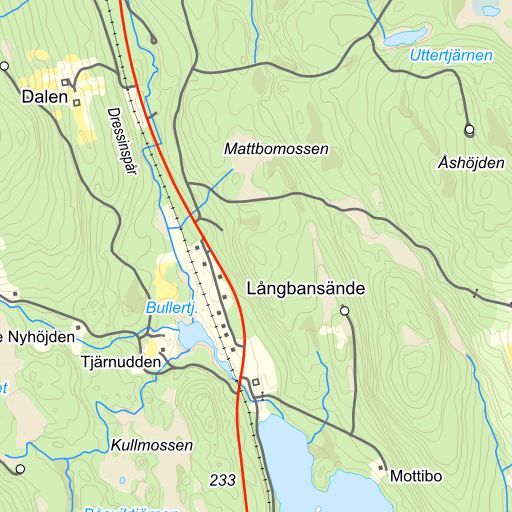 Uttertjärnen
Dalen
Dressinspår
Mattbomossen
Åshöjden
Långbansände
Bullertj.
Nyhöjden
Tjärnudden
Kullmossen
233
Mottibo